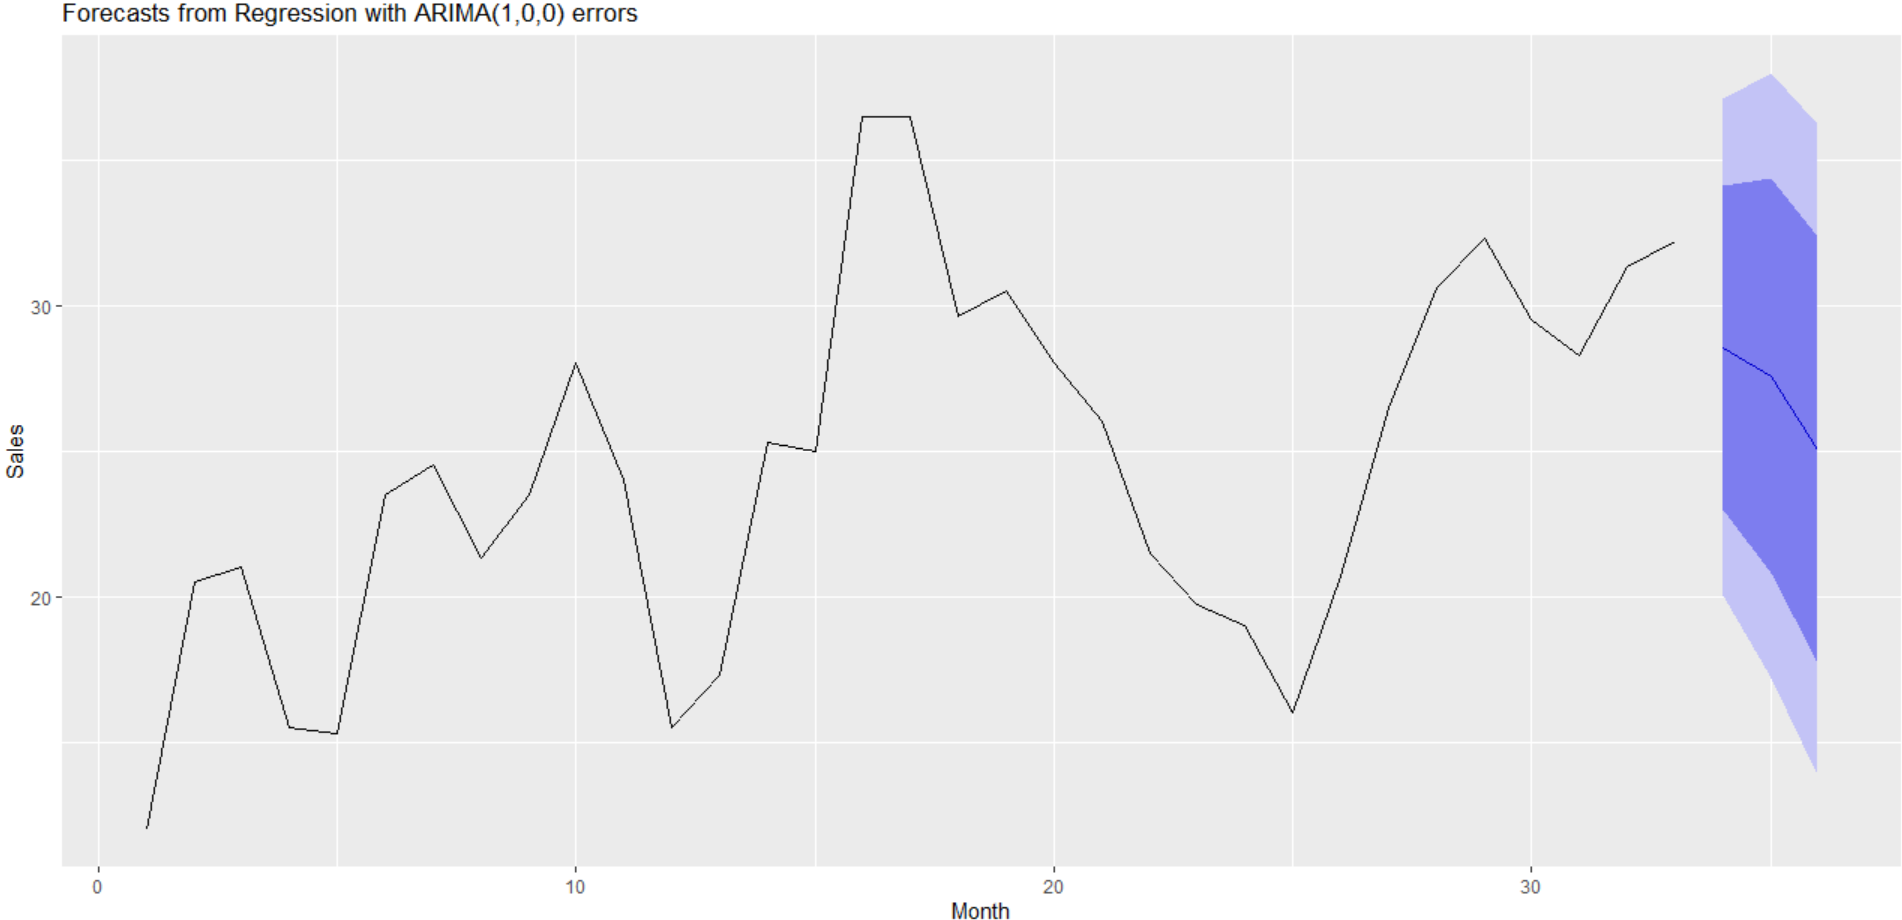 Forecasts from Regression with ARIMA(1,0,0) errors
Sales
30
20
0 10 20 30
Month